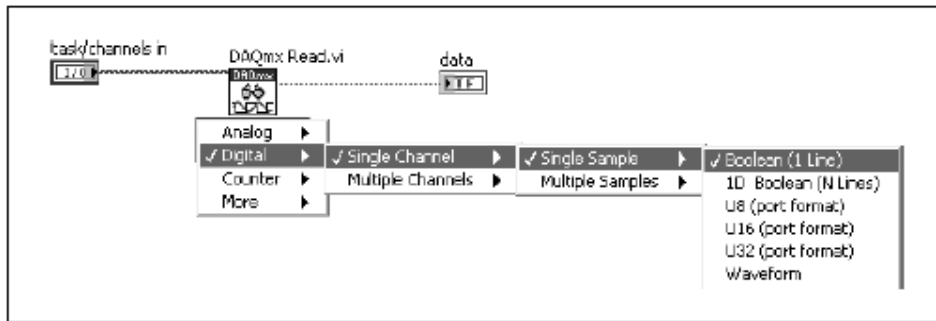 task/channels in
I/O
DAQmx Read.vi
DAQmx
data
TF
Analog
✓ Digital
Counter
More
✓ Single Channel
Multiple Channels
✓ Single Sample
Multiple Samples
✓ Boolean (1 Line)
1D Boolean (N Lines)
U8 (port format)
U16 (port format)
U32 (port format)
Waveform